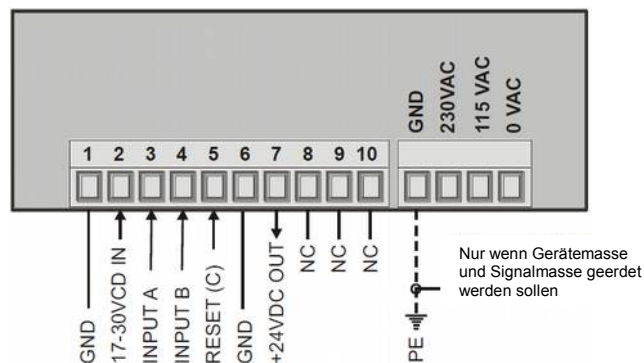 GND
230VAC
115 VAC
0 VAC
1 2 3 4 5 6 7 8 9 10
GND
17-30VCD IN
INPUT A
INPUT B
RESET (C)
GND
+24VDC OUT
NC
NC
NC
PE
Nur wenn Gerätemasse
und Signalmasse geerdet
werden sollen